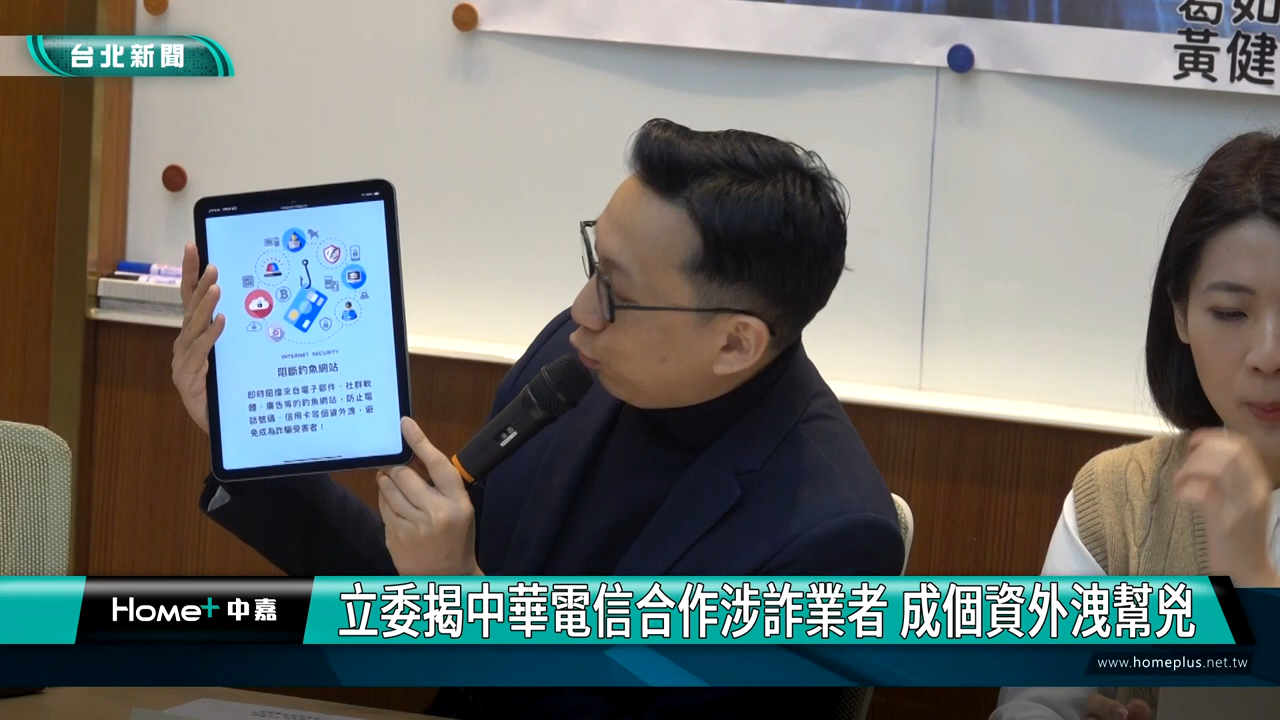 台北新聞
葛如
黃健
INTERNET SECURITY
阻斷釣魚網站
即時阻擋來自電子郵件、社群軟
體、廣告等的釣魚網站,防止電
話號碼、信用卡等個資外洩,避
免成為詐騙受害者!
Home+ 中嘉
立委揭中華電信合作涉詐業者 成個資外洩幫兇
www.homeplus.net.tw